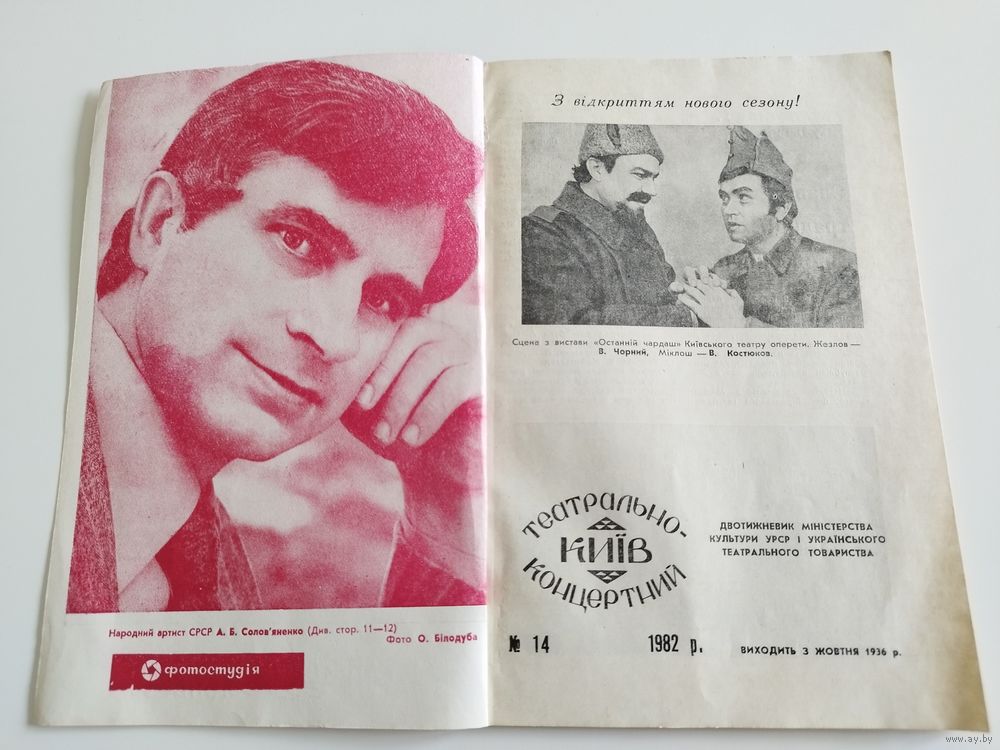 Народний артист СРСР А. Б. Солов'яненко (Див. стор. 11—12)
Фото О. Білодуба
фотостудія
З відкриттям нового сезону!
Сцена з вистави «Останній чардаш» Київського театру оперети. Жезлов —
В. Чорний, Міклош — В. Костюков.
ТЕАТРАЛЬНО-
КИЇВ
КОНЦЕРТНИЙ
ДВОТИЖНЕВИК МІНІСТЕРСТВА
КУЛЬТУРИ УРСР І УКРАЇНСЬКОГО
ТЕАТРАЛЬНОГО ТОВАРИСТВА
№ 14 1982 р. ВИХОДИТЬ З ЖОВТНЯ 1936 р.
© www.ay.by